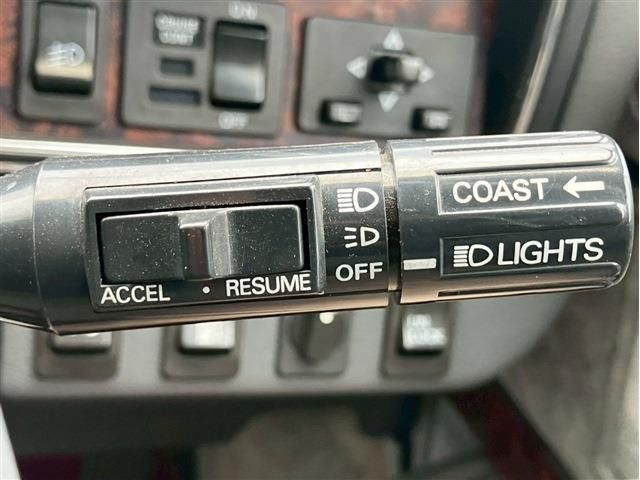 CRUISE
CONT
ON
OFF
COAST
LIGHTS
OFF
ACCEL
RESUME